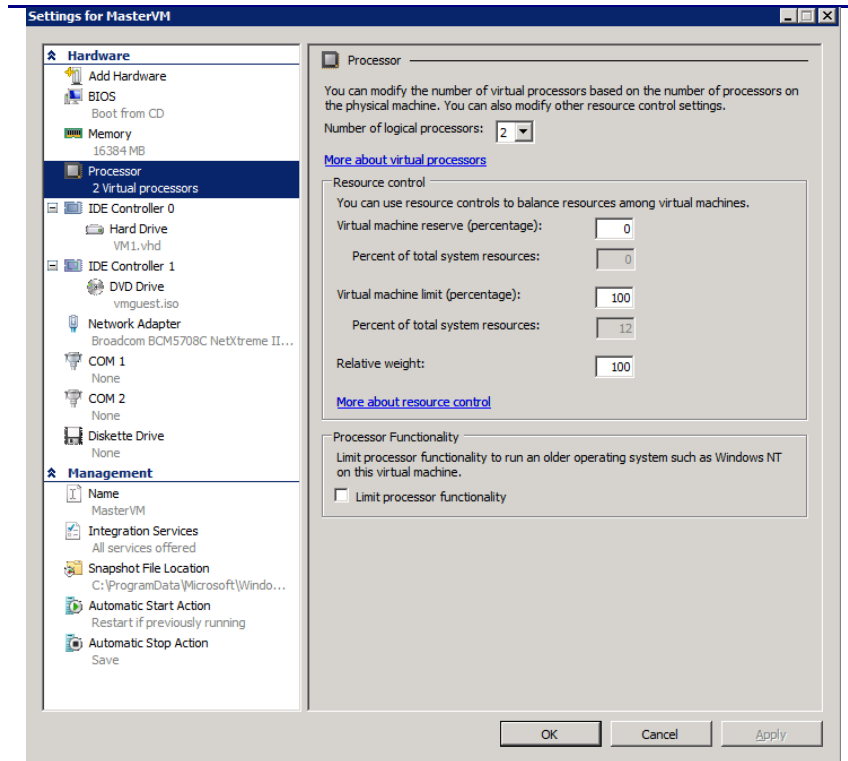 Settings for MasterVM
Hardware
Add Hardware
BIOS
Boot from CD
Memory
16384 MB
Processor
2 Virtual processors
IDE Controller 0
Hard Drive
VM1.vhd
IDE Controller 1
DVD Drive
vmguest.iso
Network Adapter
Broadcom BCM5708C NetXtreme II...
COM 1
None
COM 2
None
Diskette Drive
None
Management
Name
MasterVM
Integration Services
All services offered
Snapshot File Location
C:\ProgramData\Microsoft\Windo...
Automatic Start Action
Restart if previously running
Automatic Stop Action
Save
Processor
You can modify the number of virtual processors based on the number of processors on
the physical machine. You can also modify other resource control settings.
Number of logical processors: 2
More about virtual processors
Resource control
You can use resource controls to balance resources among virtual machines.
Virtual machine reserve (percentage): 0
Percent of total system resources: 0
Virtual machine limit (percentage): 100
Percent of total system resources: 12
Relative weight: 100
More about resource control
Processor Functionality
Limit processor functionality to run an older operating system such as Windows NT
on this virtual machine.
Limit processor functionality
OK Cancel Apply